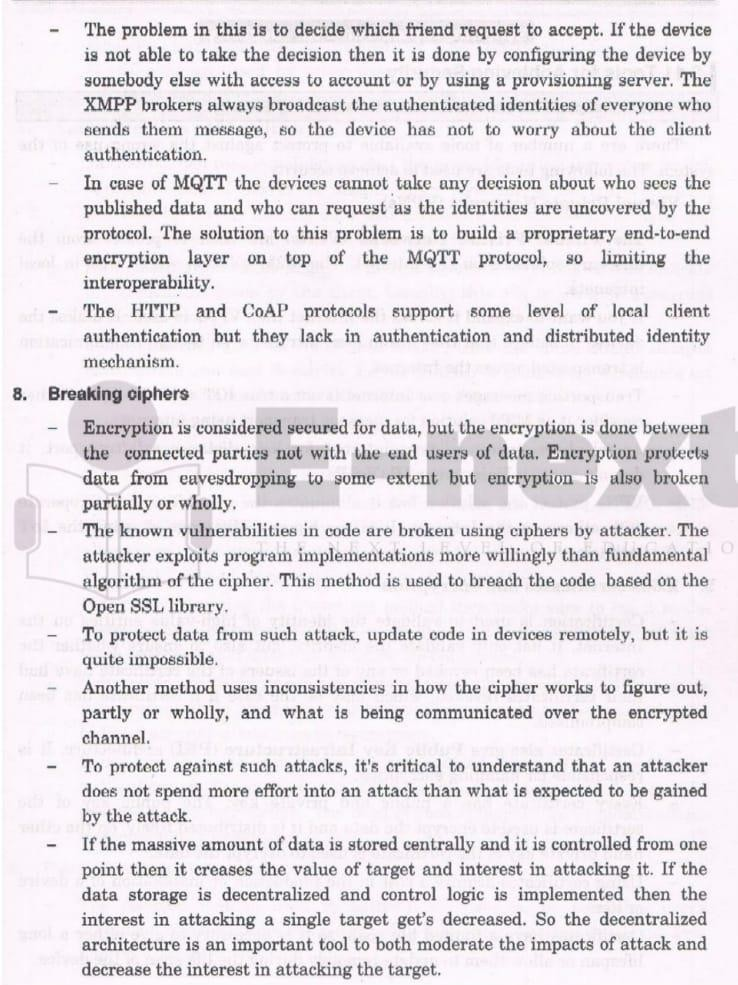 – The problem in this is to decide which friend request to accept. If the device
is not able to take the decision then it is done by configuring the device by
somebody else with access to account or by using a provisioning server. The
XMPP brokers always broadcast the authenticated identities of everyone who
sends them message, so the device has not to worry about the client
authentication.
– In case of MQTT the devices cannot take any decision about who sees the
published data and who can request as the identities are uncovered by the
protocol. The solution to this problem is to build a proprietary end-to-end
encryption layer on top of the MQTT protocol, so limiting the
interoperability.
– The HTTP and CoAP protocols support some level of local client
authentication but they lack in authentication and distributed identity
mechanism.
8. Breaking ciphers
– Encryption is considered secured for data, but the encryption is done between
the connected parties not with the end users of data. Encryption protects
data from eavesdropping to some extent but encryption is also broken
partially or wholly.
– The known vulnerabilities in code are broken using ciphers by attacker. The
attacker exploits program implementations more willingly than fundamental
algorithm of the cipher. This method is used to breach the code based on the
Open SSL library.
– To protect data from such attack, update code in devices remotely, but it is
quite impossible.
– Another method uses inconsistencies in how the cipher works to figure out,
partly or wholly, and what is being communicated over the encrypted
channel.
– To protect against such attacks, it's critical to understand that an attacker
does not spend more effort into an attack than what is expected to be gained
by the attack.
– If the massive amount of data is stored centrally and it is controlled from one
point then it creases the value of target and interest in attacking it. If the
data storage is decentralized and control logic is implemented then the
interest in attacking a single target get's decreased. So the decentralized
architecture is an important tool to both moderate the impacts of attack and
decrease the interest in attacking the target.
E-next
THE NEXT LEVEL OF EDUCATIO